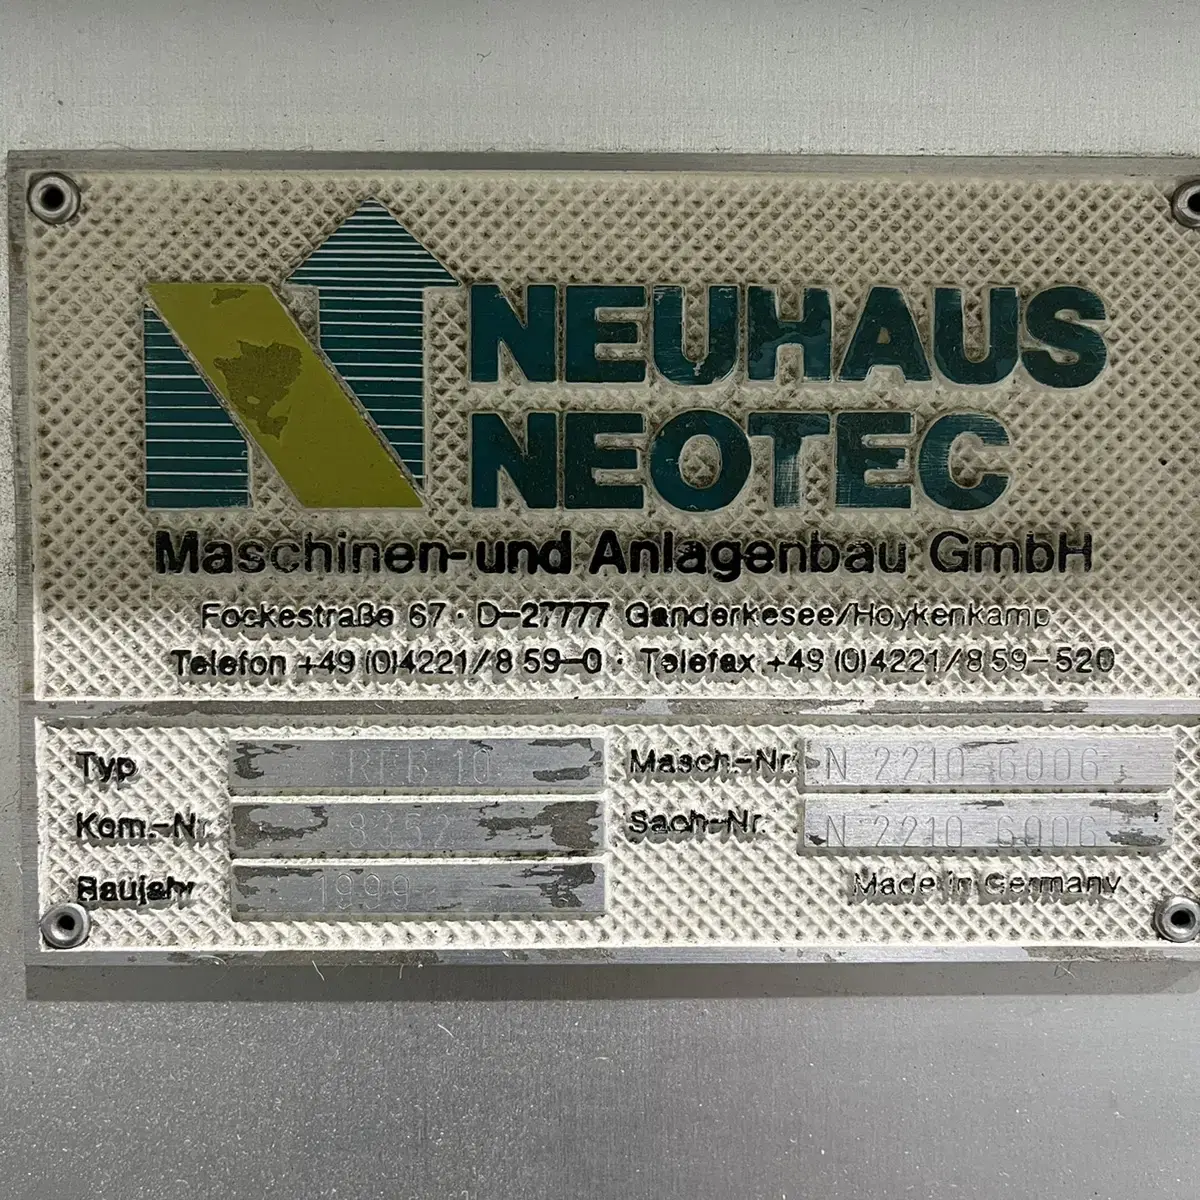 NEUHAUS
NEOTEC
Maschinen-und Anlagenbau GmbH
Fockestraße 67 · D-27777 Ganderkesee/Hoykenkamp
Telefon +49 (0)4221/8 59-0 · Telefax +49 (0)4221/8 59-520
Typ RFB 10 Masch.-Nr. N 2210 6006
Kom.-Nr. 8352 Sach-Nr. N 2210 6006
Baujahr 1999 Made in Germany